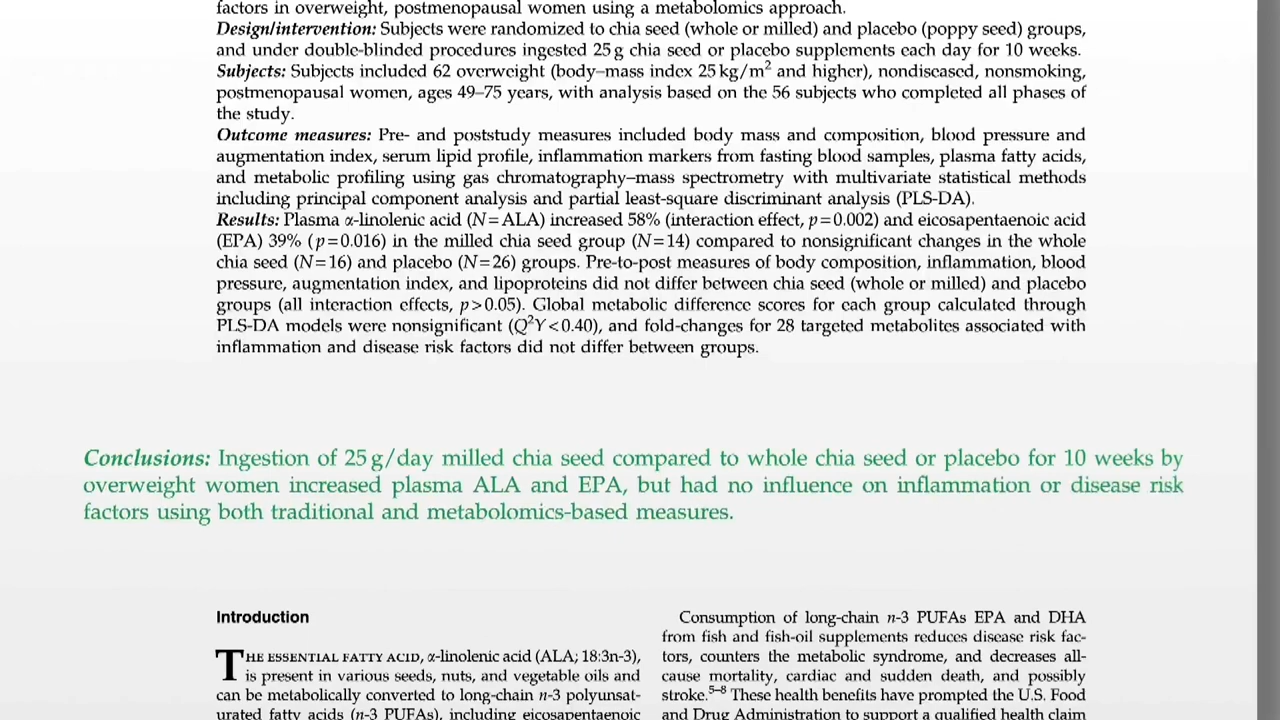 factors in overweight, postmenopausal women using a metabolomics approach.
Design/intervention: Subjects were randomized to chia seed (whole or milled) and placebo (poppy seed) groups,
and under double-blinded procedures ingested 25 g chia seed or placebo supplements each day for 10 weeks.
Subjects: Subjects included 62 overweight (body–mass index 25 kg/m² and higher), nondiseased, nonsmoking,
postmenopausal women, ages 49–75 years, with analysis based on the 56 subjects who completed all phases of
the study.
Outcome measures: Pre- and poststudy measures included body mass and composition, blood pressure and
augmentation index, serum lipid profile, inflammation markers from fasting blood samples, plasma fatty acids,
and metabolic profiling using gas chromatography–mass spectrometry with multivariate statistical methods
including principal component analysis and partial least-square discriminant analysis (PLS-DA).
Results: Plasma α-linolenic acid (N=ALA) increased 58% (interaction effect, p=0.002) and eicosapentaenoic acid
(EPA) 39% (p=0.016) in the milled chia seed group (N=14) compared to nonsignificant changes in the whole
chia seed (N=16) and placebo (N=26) groups. Pre-to-post measures of body composition, inflammation, blood
pressure, augmentation index, and lipoproteins did not differ between chia seed (whole or milled) and placebo
groups (all interaction effects, p>0.05). Global metabolic difference scores for each group calculated through
PLS-DA models were nonsignificant (Q²Y<0.40), and fold-changes for 28 targeted metabolites associated with
inflammation and disease risk factors did not differ between groups.
Conclusions: Ingestion of 25 g/day milled chia seed compared to whole chia seed or placebo for 10 weeks by
overweight women increased plasma ALA and EPA, but had no influence on inflammation or disease risk
factors using both traditional and metabolomics-based measures.
Introduction
THE ESSENTIAL FATTY ACID, α-linolenic acid (ALA; 18:3n-3),
is present in various seeds, nuts, and vegetable oils and
can be metabolically converted to long-chain n-3 polyunsat-
urated fatty acids (n-3 PUFAs), including eicosapentaenoic
Consumption of long-chain n-3 PUFAs EPA and DHA
from fish and fish-oil supplements reduces disease risk fac-
tors, counters the metabolic syndrome, and decreases all-
cause mortality, cardiac and sudden death, and possibly
stroke.⁵⁻⁸ These health benefits have prompted the U.S. Food
and Drug Administration to support a qualified health claim